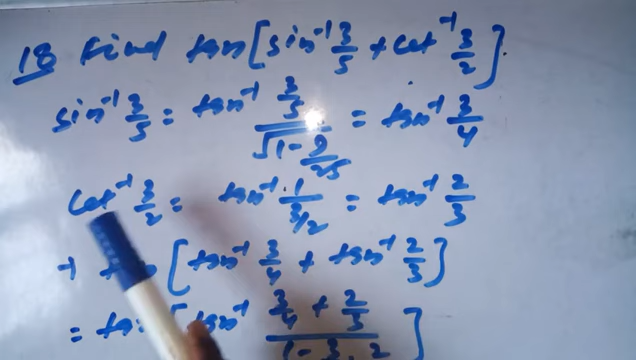 18 Find tan[sin⁻¹ 3/5 + cot⁻¹ 3/2].
sin⁻¹ 3/5 = tan⁻¹ (3/5)/√(1 - 9/25) = tan⁻¹ 3/4
cot⁻¹ 3/2 = tan⁻¹ 1/(3/2) = tan⁻¹ 2/3
[tan⁻¹ 3/4 + tan⁻¹ 2/3]
= [tan⁻¹ (3/4 + 2/3)/(1 - 3 . 2)]